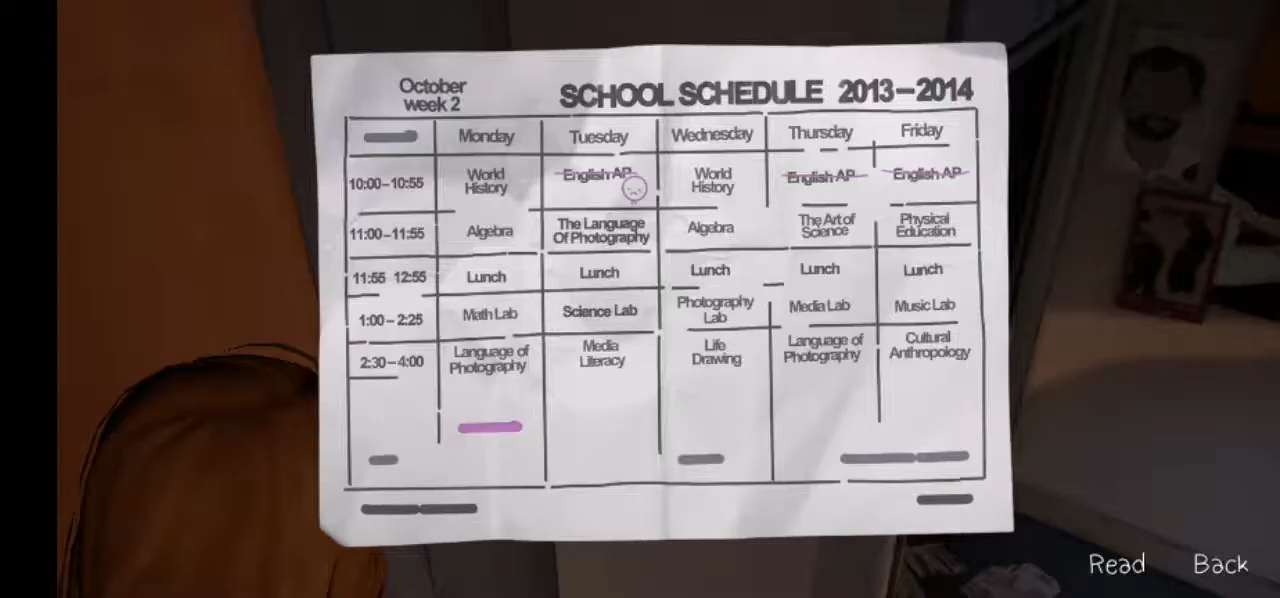 October
week 2
SCHOOL SCHEDULE 2013-2014
Monday Tuesday Wednesday Thursday Friday
10:00-10:55 World History English AP World History English AP English AP
11:00-11:55 Algebra The Language Of Photography Algebra The Art of Science Physical Education
11:55 12:55 Lunch Lunch Lunch Lunch Lunch
1:00-2:25 Math Lab Science Lab Photography Lab Media Lab Music Lab
2:30-4:00 Language of Photography Media Literacy Life Drawing Language of Photography Cultural Anthropology
Read Back